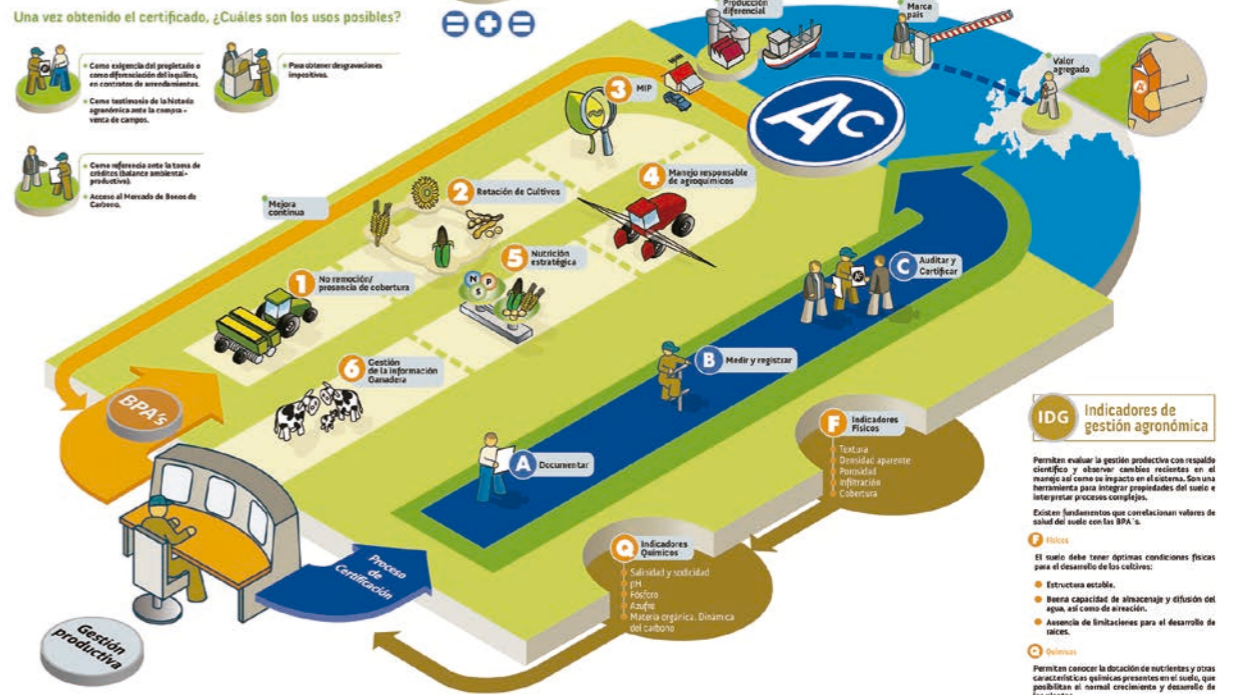 Una vez obtenido el certificado, ¿Cuáles son los usos posibles?
Como exigencia del propietario o
como diferenciación del inquilino,
en contratos de arrendamientos.
Como testimonio de la historia
agronómica ante la compra -
venta de campos.
Para obtener desgravaciones
impositivas.
Como referencia ante la toma de
créditos (balance ambiental-
productivo).
Acceso al Mercado de Bonos de
Carbono.
Producción
diferencial
Marca
país
Valor
agregado
AC
3 MIP
4 Manejo responsable
de agroquímicos
2 Rotación de Cultivos
Mejora
continua
5 Nutrición
estratégica
N P S
1 No remoción/
presencia de cobertura
6 Gestión
de la información
Ganadera
BPA's
C Auditar y
Certificar
B Medir y registrar
A Documentar
Proceso
de
Certificación
Gestión
productiva
F Indicadores
Físicos
Textura
Densidad aparente
Porosidad
Infiltración
Cobertura
Q Indicadores
Químicos
Salinidad y sodicidad
pH
Fósforo
Azufre
Materia orgánica. Dinámica
del carbono
IDG Indicadores de
gestión agronómica
Permiten evaluar la gestión productiva con respaldo
científico y observar cambios recientes en el
manejo así como su impacto en el sistema. Son una
herramienta para integrar propiedades del suelo e
interpretar procesos complejos.
Existen fundamentos que correlacionan valores de
salud del suelo con las BPA´s.
F Físicos
El suelo debe tener óptimas condiciones físicas
para el desarrollo de los cultivos:
Estructura estable.
Buena capacidad de almacenaje y difusión del
agua, así como de aireación.
Ausencia de limitaciones para el desarrollo de
raíces.
Q Químicos
Permiten conocer la dotación de nutrientes y otras
características químicas presentes en el suelo, que
posibilitan el normal crecimiento y desarrollo de